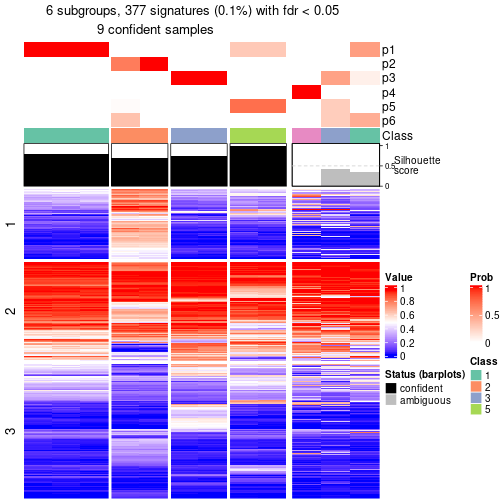 6 subgroups, 377 signatures (0.1%) with fdr < 0.05
9 confident samples
p1
p2
p3
p4
p5
p6
Class
1
0.5
0
Silhouette
score
1
2
3
Value
1
0.8
0.6
0.4
0.2
0
Prob
1
0.5
0
Status (barplots)
confident
ambiguous
Class
1
2
3
5